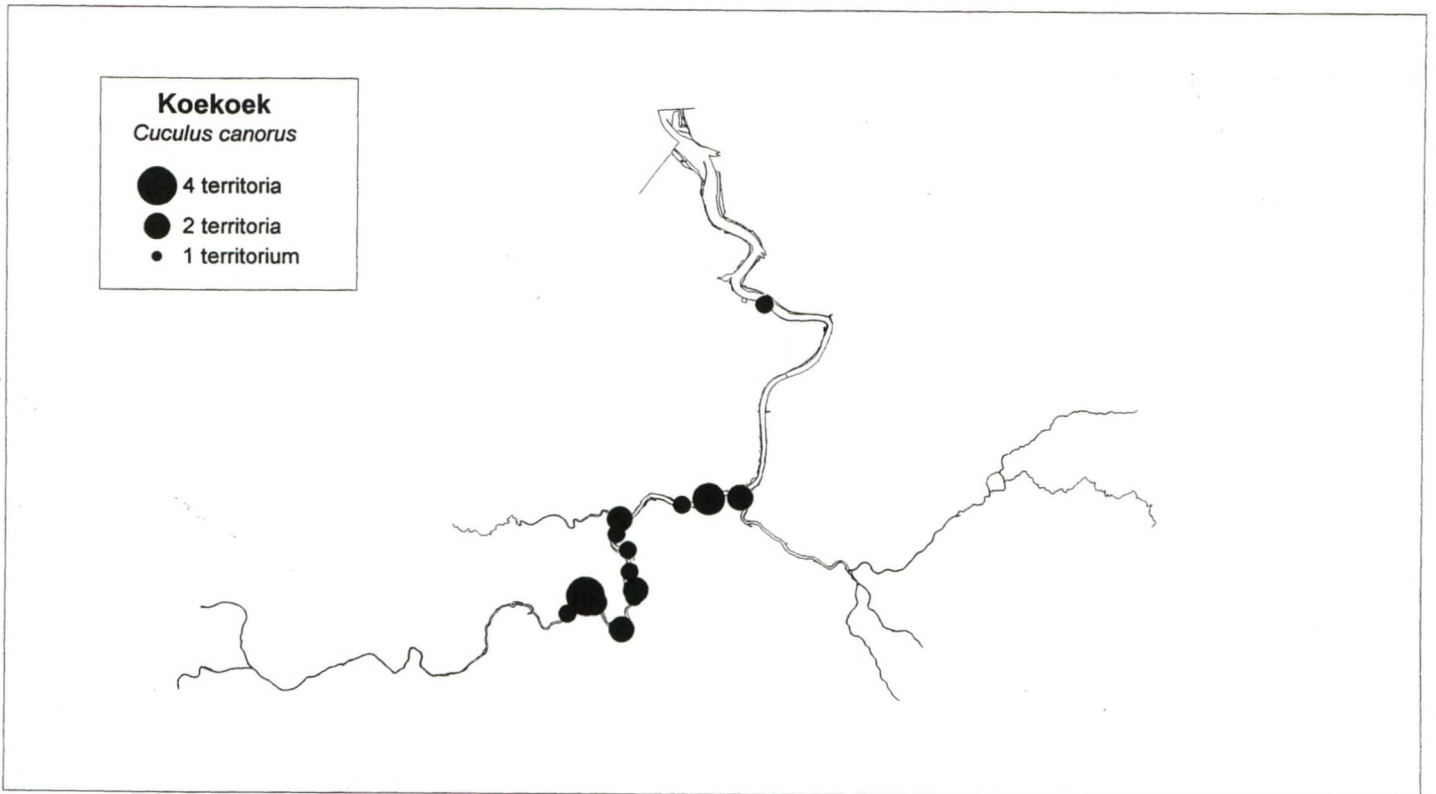 Koekoek
Cuculus canorus
4 territoria
2 territoria
1 territorium